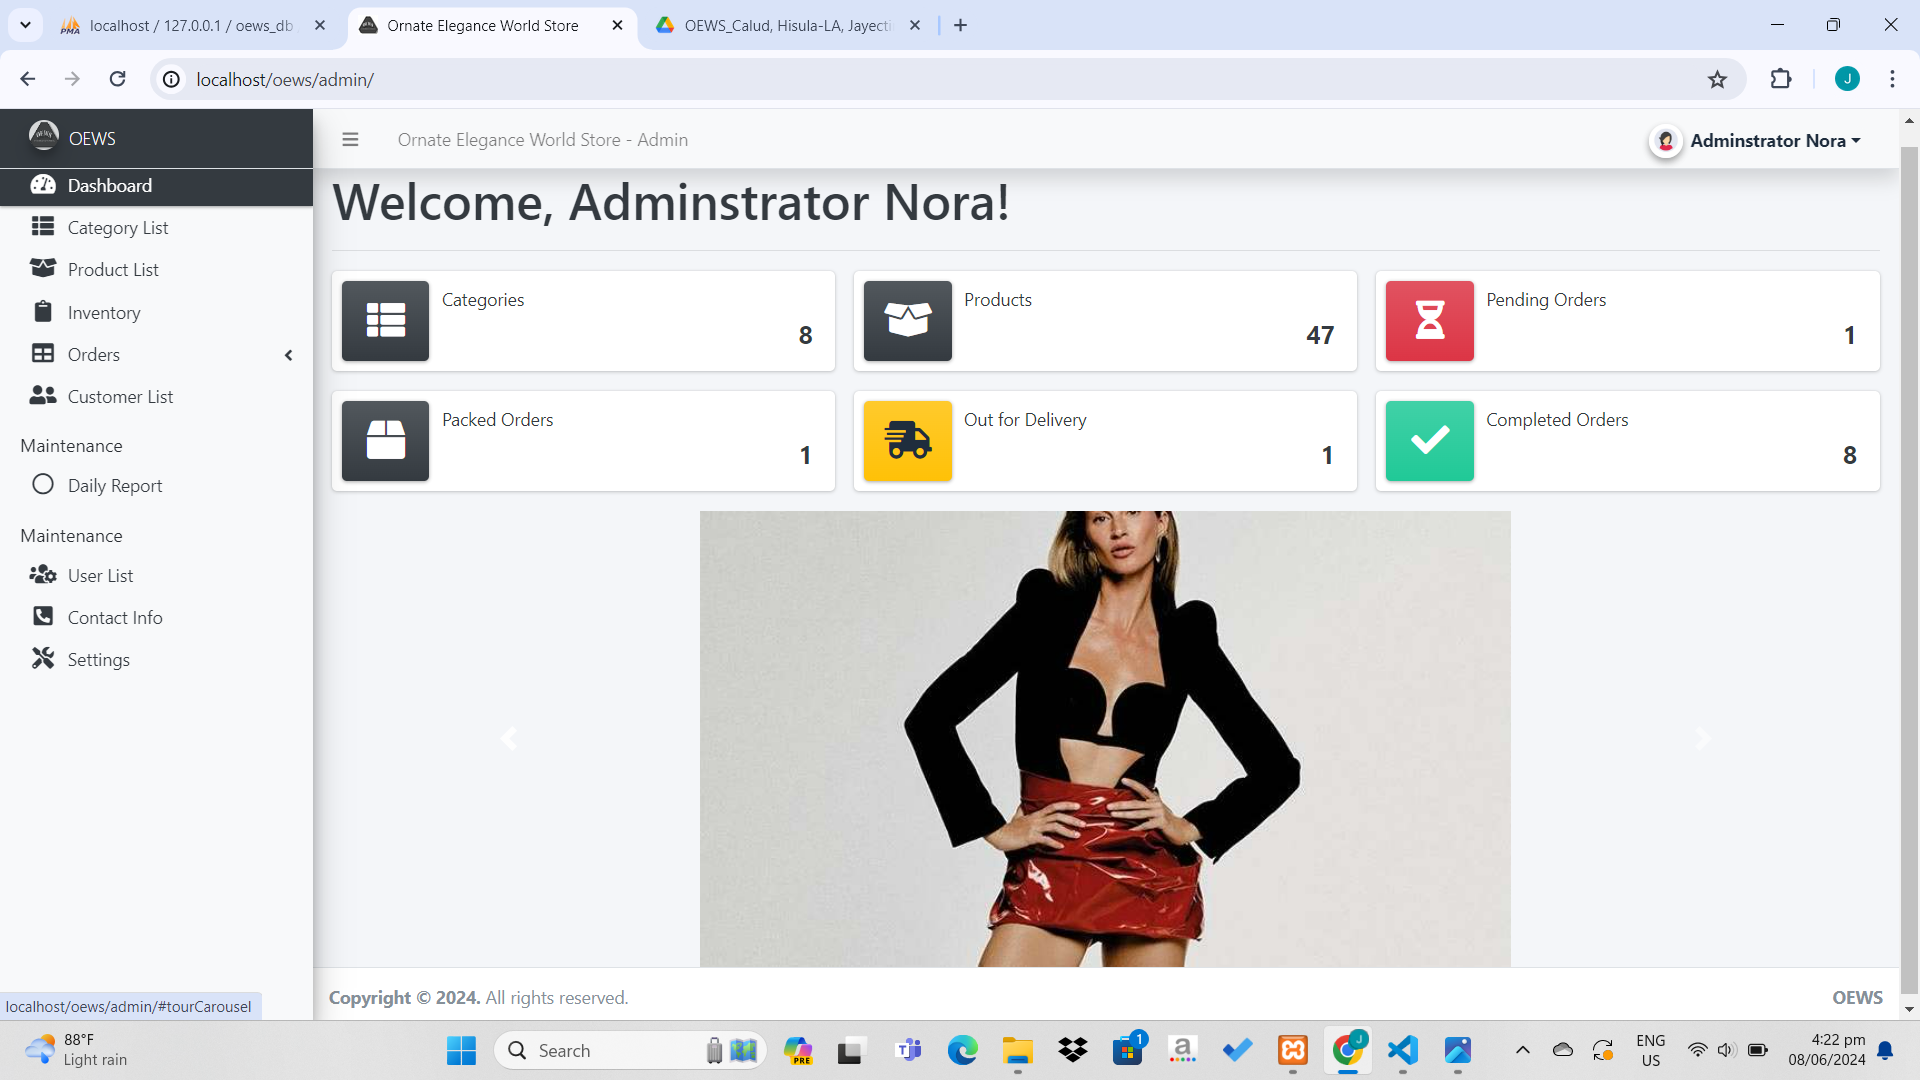 localhost / 127.0.0.1 / oews_db
Ornate Elegance World Store
OEWS_Calud, Hisula-LA, Jayecti
localhost/oews/admin/
J
OEWS
Ornate Elegance World Store - Admin
Adminstrator Nora
Dashboard
Category List
Product List
Inventory
Orders
Customer List
Maintenance
Daily Report
Maintenance
User List
Contact Info
Settings
Welcome, Adminstrator Nora!
Categories
8
Products
47
Pending Orders
1
Packed Orders
1
Out for Delivery
1
Completed Orders
8
Copyright © 2024. All rights reserved.
OEWS
localhost/oews/admin/#tourCarousel
88°F
Light rain
Search
PRE
1
J
ENG
US
4:22 pm
08/06/2024